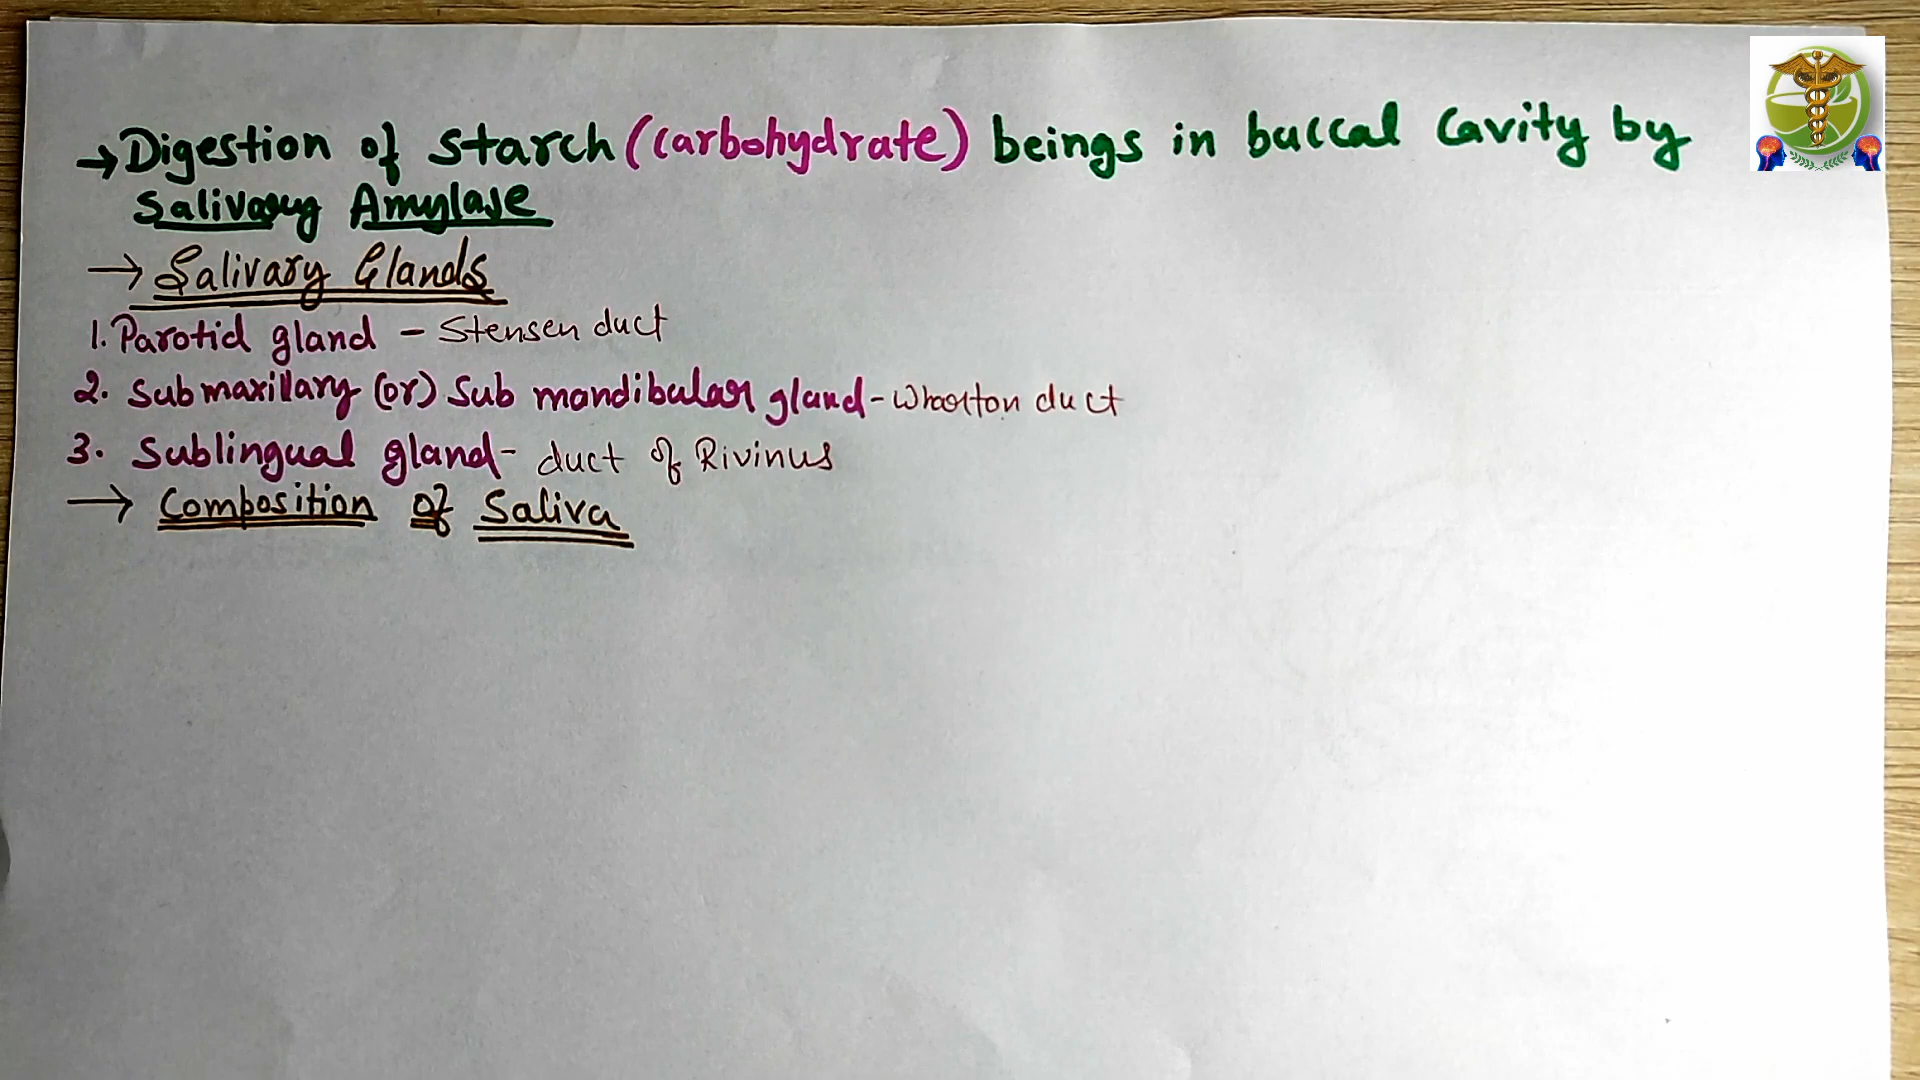 → Digestion of starch (carbohydrate) beings in buccal cavity by
Salivary Amylase
→ Salivary Glands
1. Parotid gland - Stensen duct
2. Submaxillary (or) Sub mandibular gland - Wharton duct
3. Sublingual gland - duct of Rivinus
→ Composition of Saliva